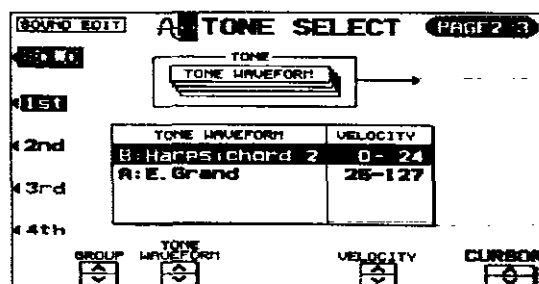 SOUND EDIT A TONE SELECT PAGE2/3
TONE
TONE WAVEFORM
1st
2nd
3rd
4th
TONE WAVEFORM VELOCITY
B:Harpsichord 2 0- 24
A:E.Grand 25-127
GROUP TONE WAVEFORM VELOCITY CURSOR